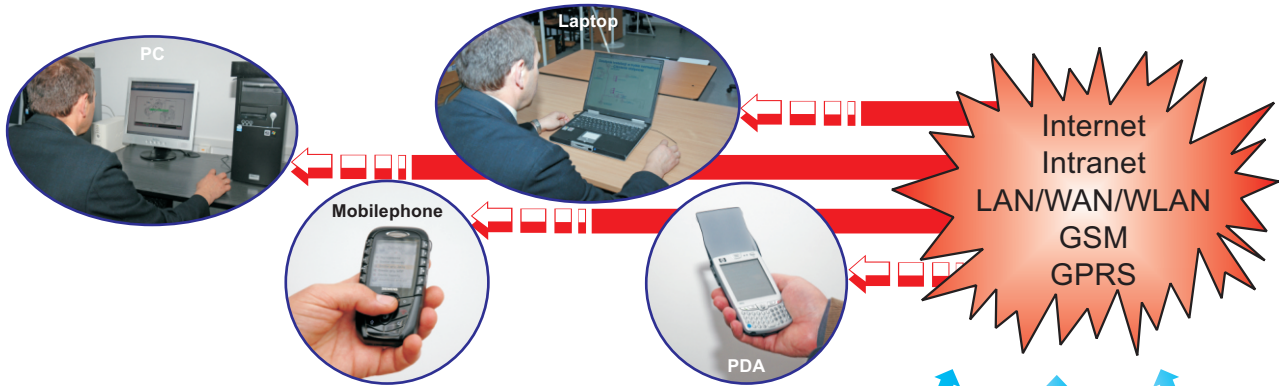 PC
Laptop
Mobilephone
PDA
Internet
Intranet
LAN/WAN/WLAN
GSM
GPRS